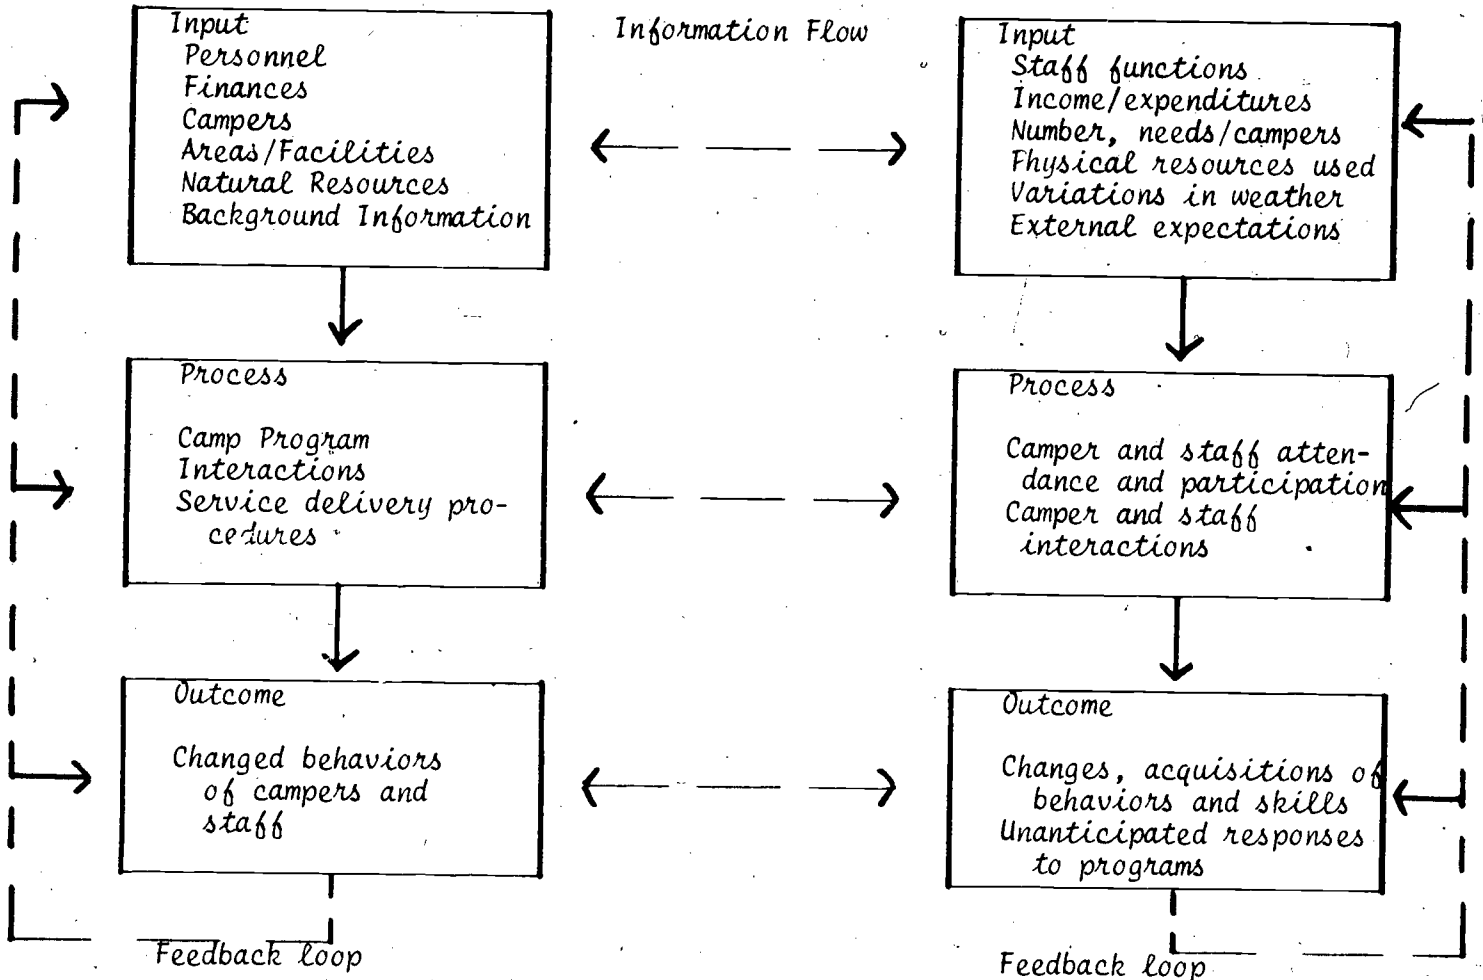 Input
Personnel
Finances
Campers
Areas/Facilities
Natural Resources
Background Information
Information Flow
Input
Staff functions
Income/expenditures
Number, needs/campers
Physical resources used
Variations in weather
External expectations
Process
Camp Program
Interactions
Service delivery pro-
cedures
Process
Camper and staff atten-
dance and participation
Camper and staff
interactions
Outcome
Changed behaviors
of campers and
staff
Outcome
Changes, acquisitions of
behaviors and skills
Unanticipated responses
to programs
Feedback loop
Feedback loop